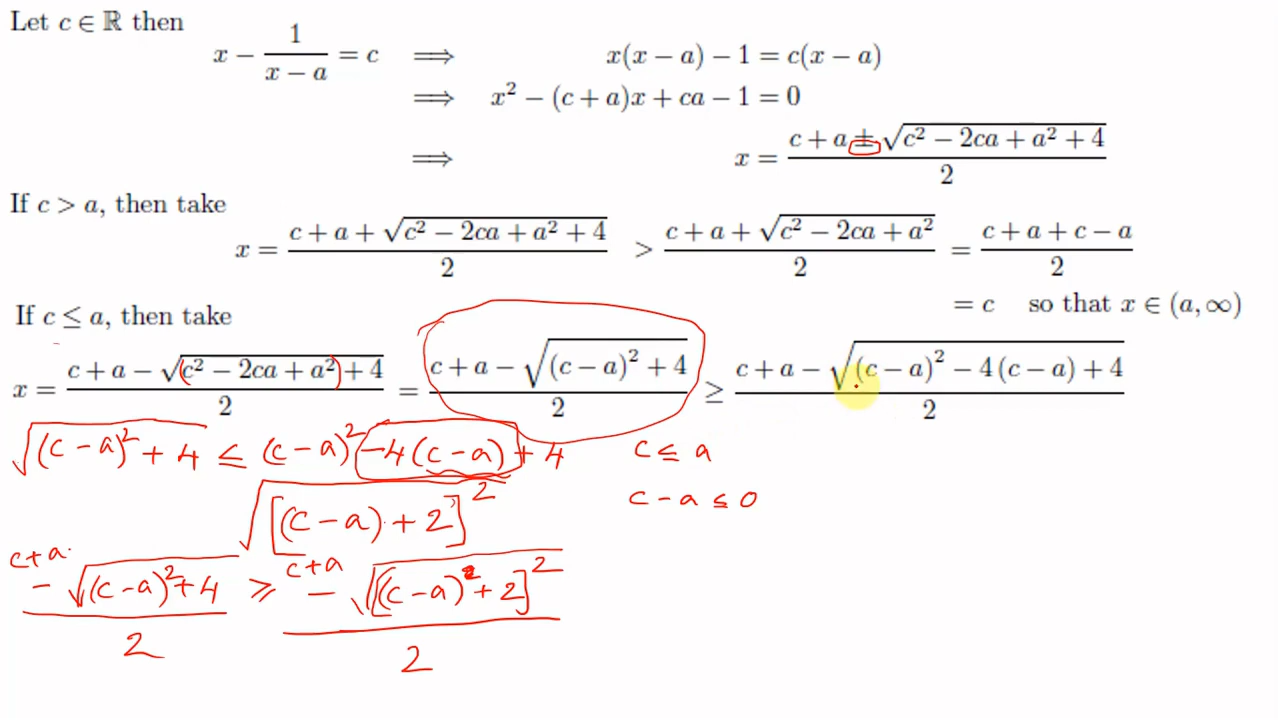 Let c ∈ ℝ then
x − 1/(x − a) = c ⟹ x(x − a) − 1 = c(x − a)
⟹ x² − (c + a)x + ca − 1 = 0
⟹ x = (c + a ± √(c² − 2ca + a² + 4))/2
If c > a, then take
x = (c + a + √(c² − 2ca + a² + 4))/2 > (c + a + √(c² − 2ca + a²))/2 = (c + a + c − a)/2
= c so that x ∈ (a, ∞)
If c ≤ a, then take
x = (c + a − √((c² − 2ca + a²) + 4))/2 = (c + a − √((c − a)² + 4))/2 ≥ (c + a − √((c − a)² − 4(c − a) + 4))/2
√((c − a)² + 4) ≤ (c − a)² −4(c − a) + 4 c ≤ a
√([(c − a) + 2]²) c − a ≤ 0
(c+a − √((c − a)² + 4))/2 ≥ (c+a − √([(c − a)² + 2]²))/2